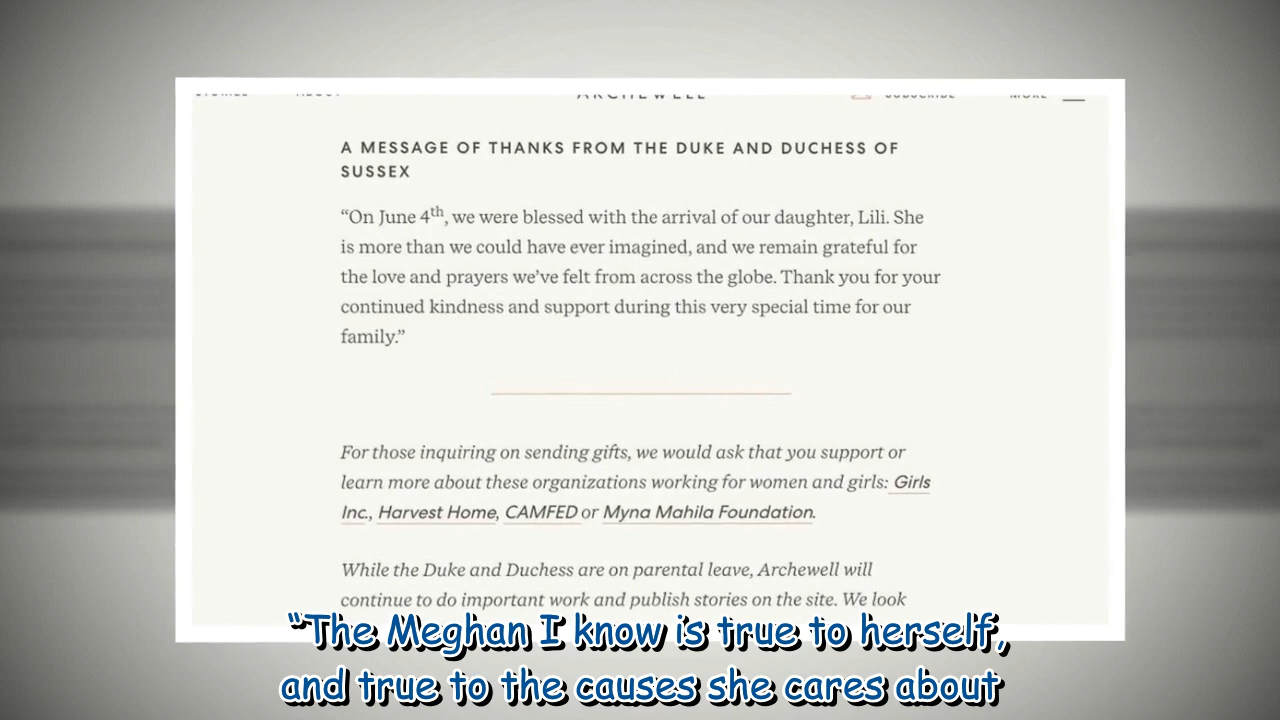 A MESSAGE OF THANKS FROM THE DUKE AND DUCHESS OF
SUSSEX
“On June 4th, we were blessed with the arrival of our daughter, Lili. She
is more than we could have ever imagined, and we remain grateful for
the love and prayers we’ve felt from across the globe. Thank you for your
continued kindness and support during this very special time for our
family.”
For those inquiring on sending gifts, we would ask that you support or
learn more about these organizations working for women and girls: Girls
Inc., Harvest Home, CAMFED or Myna Mahila Foundation.
While the Duke and Duchess are on parental leave, Archewell will
continue to do important work and publish stories on the site. We look
“The Meghan I know is true to herself,
and true to the causes she cares about